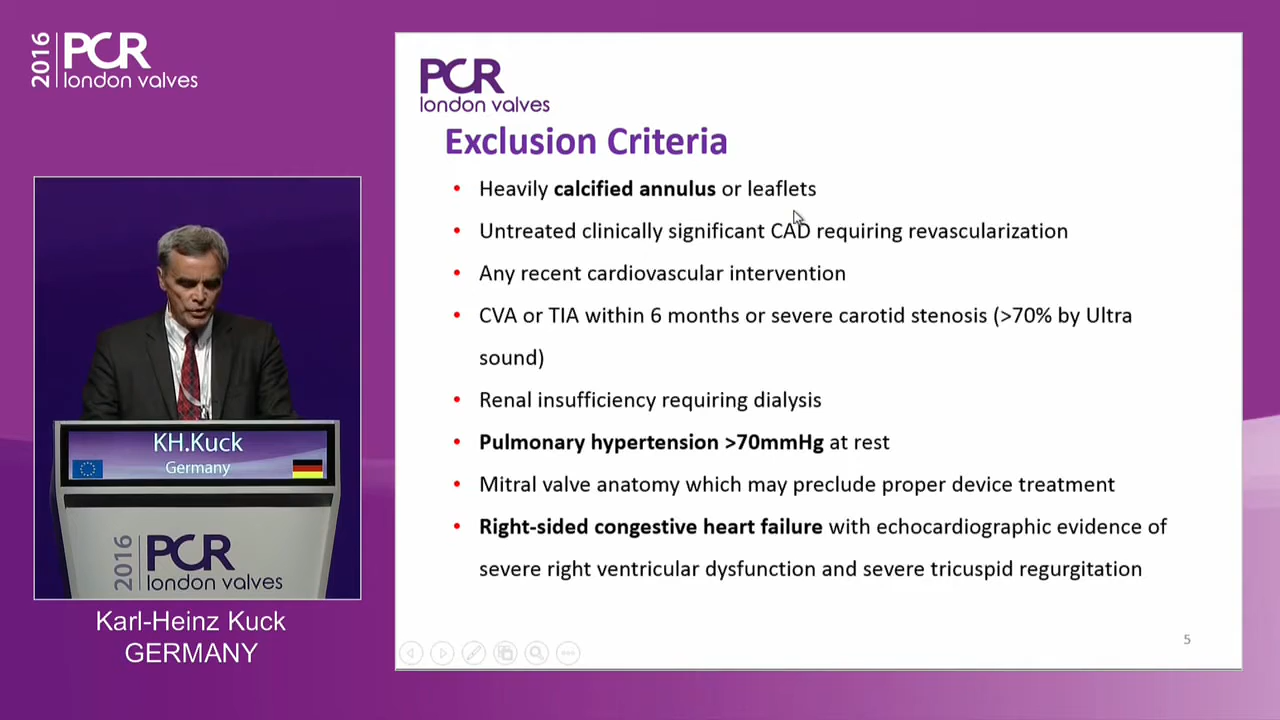 2016
PCR
london valves
KH.Kuck
Germany
2016
PCR
london valves
Karl-Heinz Kuck
GERMANY
PCR
london valves
Exclusion Criteria
• Heavily calcified annulus or leaflets
• Untreated clinically significant CAD requiring revascularization
• Any recent cardiovascular intervention
• CVA or TIA within 6 months or severe carotid stenosis (>70% by Ultra
sound)
• Renal insufficiency requiring dialysis
• Pulmonary hypertension >70mmHg at rest
• Mitral valve anatomy which may preclude proper device treatment
• Right-sided congestive heart failure with echocardiographic evidence of
severe right ventricular dysfunction and severe tricuspid regurgitation
5